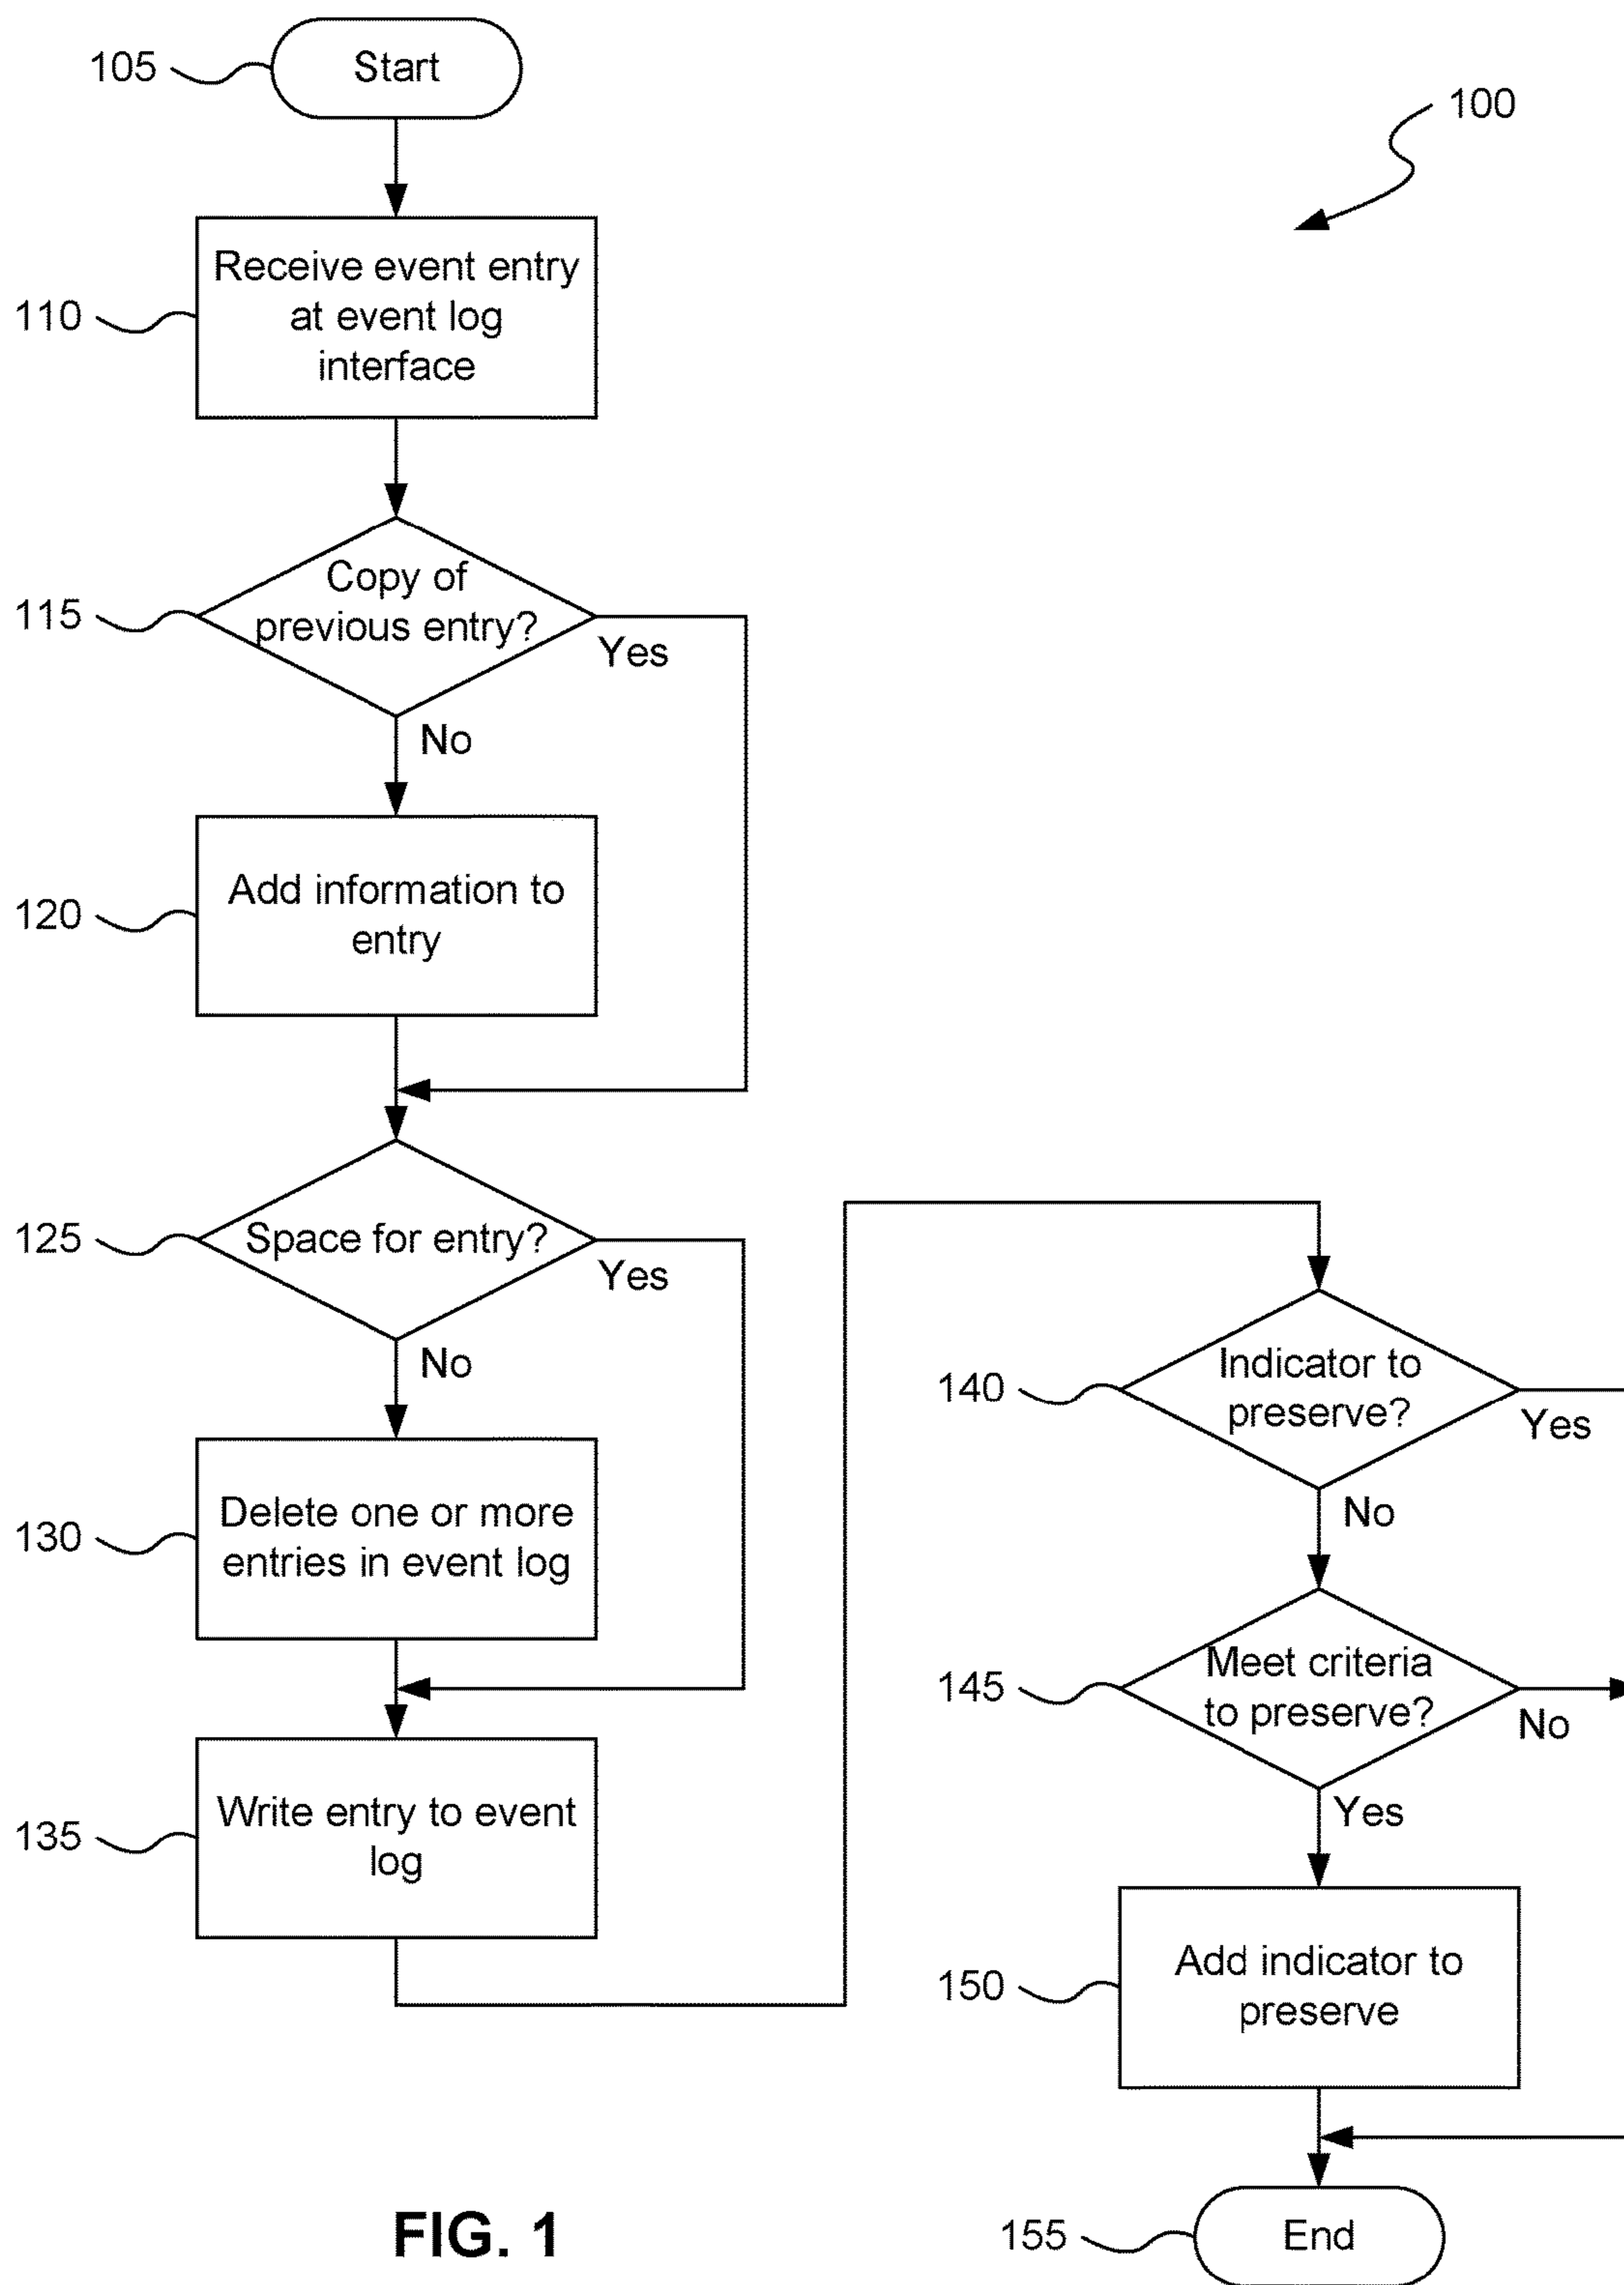 105
Start
100
110
Receive event entry
at event log
interface
115
Copy of
previous entry?
Yes
No
120
Add information to
entry
125
Space for entry?
Yes
No
130
Delete one or more
entries in event log
135
Write entry to event
log
140
Indicator to
preserve?
Yes
No
145
Meet criteria
to preserve?
No
Yes
150
Add indicator to
preserve
155
End
FIG. 1